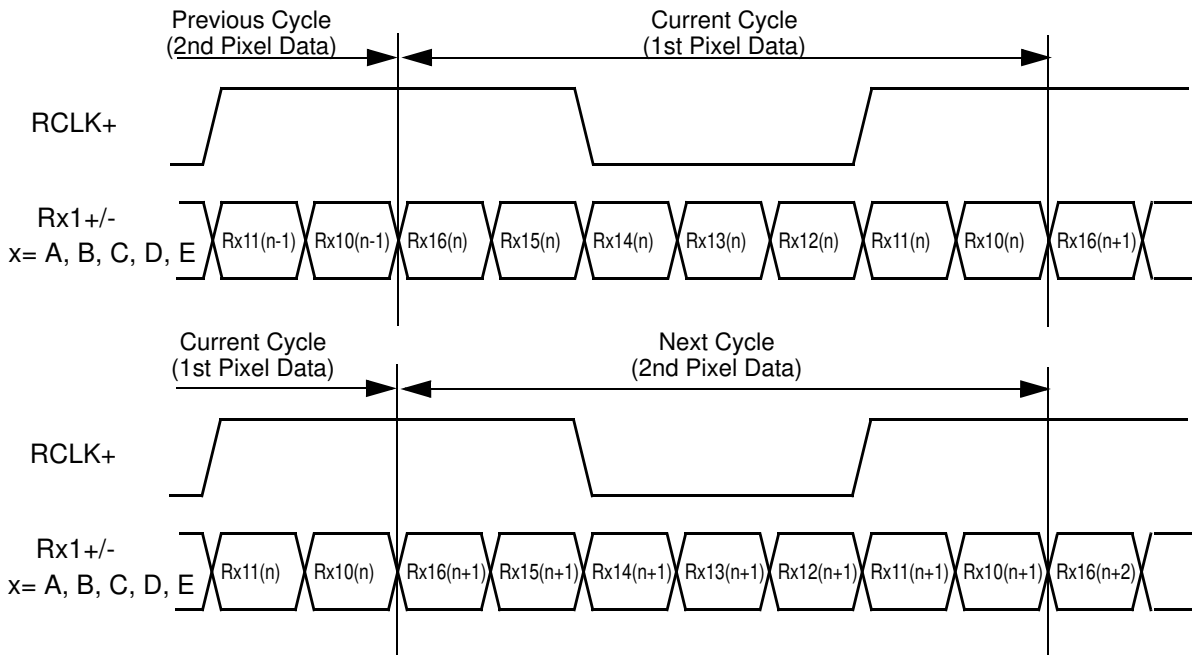 Previous Cycle
(2nd Pixel Data)
Current Cycle
(1st Pixel Data)
RCLK+
Rx1+/-
x= A, B, C, D, E
Rx11(n-1) Rx10(n-1) Rx16(n) Rx15(n) Rx14(n) Rx13(n) Rx12(n) Rx11(n) Rx10(n) Rx16(n+1)
Current Cycle
(1st Pixel Data)
Next Cycle
(2nd Pixel Data)
RCLK+
Rx1+/-
x= A, B, C, D, E
Rx11(n) Rx10(n) Rx16(n+1) Rx15(n+1) Rx14(n+1) Rx13(n+1) Rx12(n+1) Rx11(n+1) Rx10(n+1) Rx16(n+2)